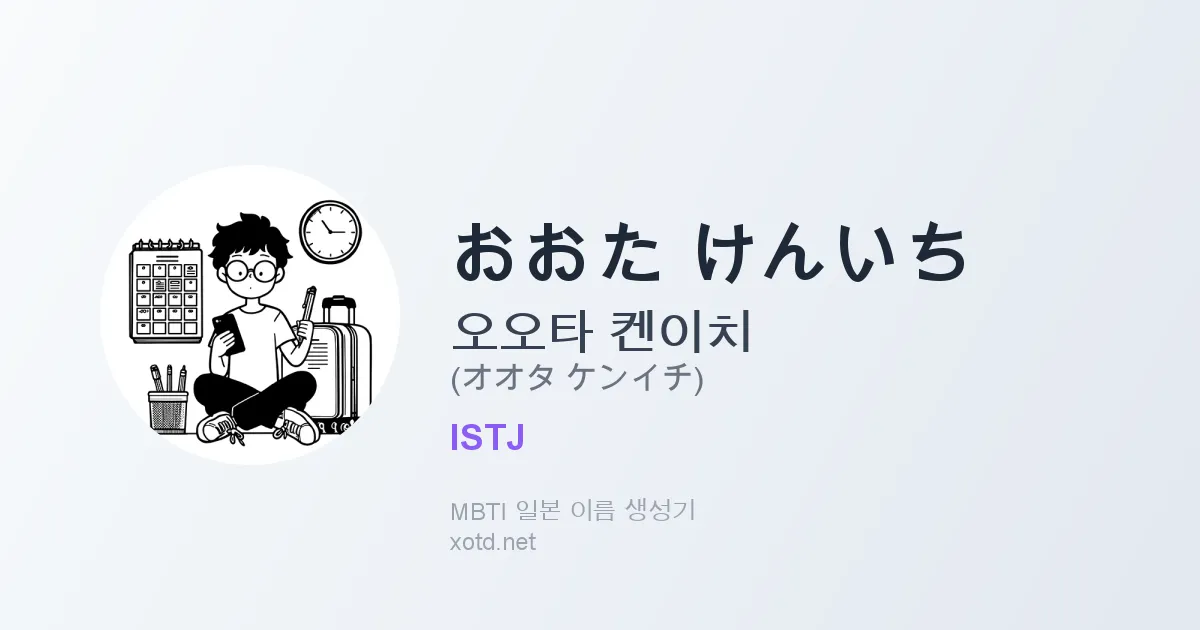 おおた けんいち
오오타 켄이치
(オオタ ケンイチ)
ISTJ
MBTI 일본 이름 생성기
xotd.net